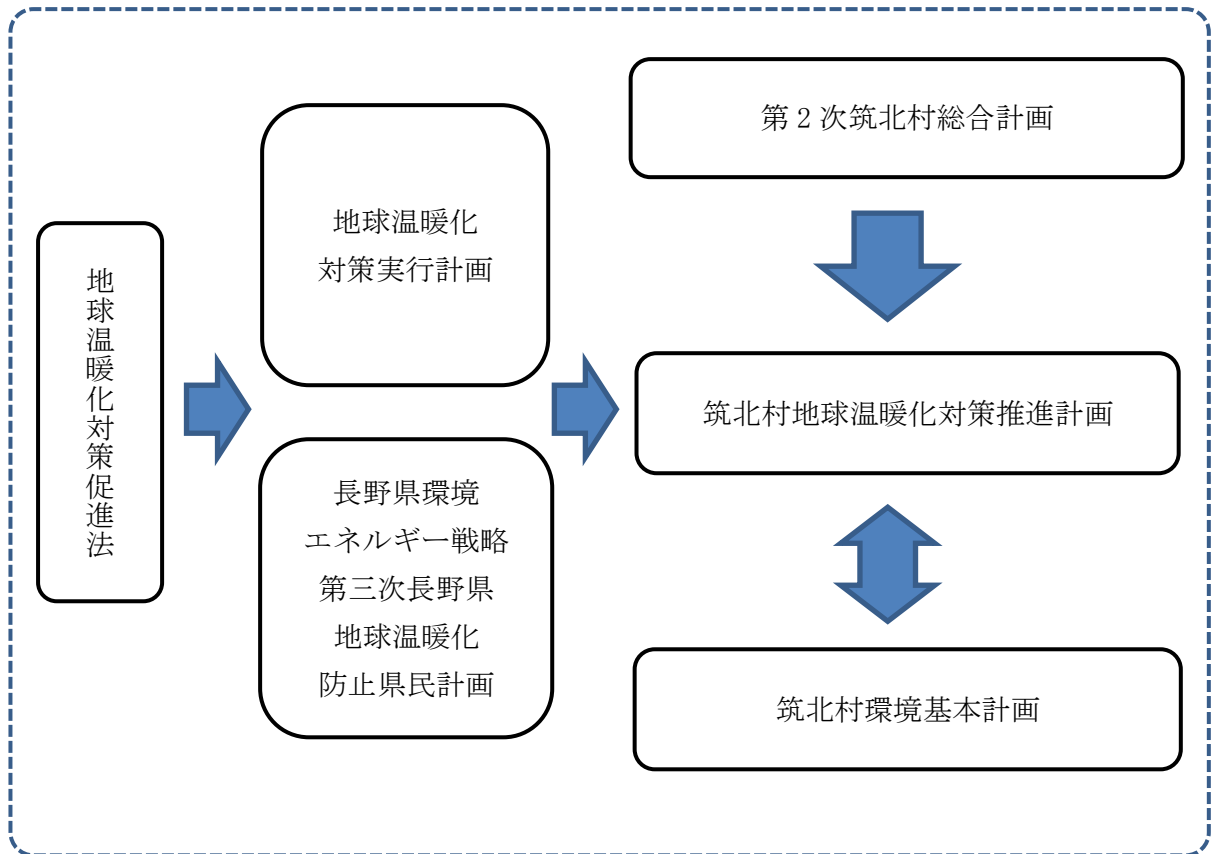 地球温暖化対策促進法
地球温暖化
対策実行計画
長野県環境
エネルギー戦略
第三次長野県
地球温暖化
防止県民計画
第2次筑北村総合計画
筑北村地球温暖化対策推進計画
筑北村環境基本計画